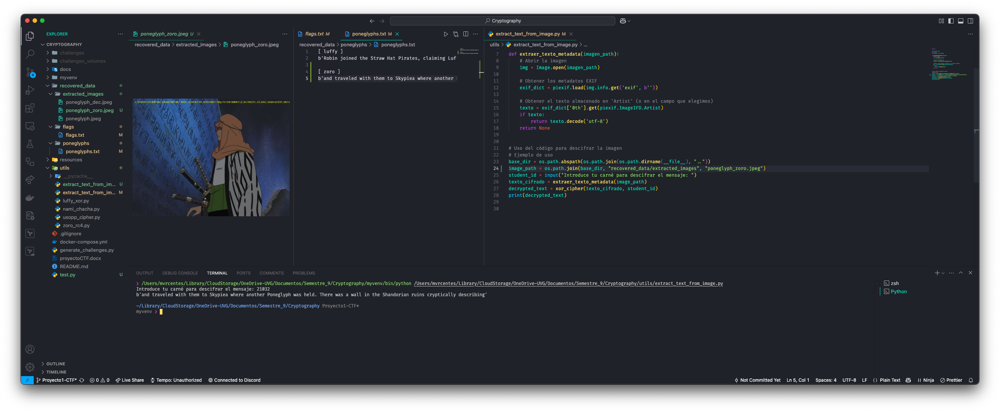 Cryptography
EXPLORER
CRYPTOGRAPHY
challenges
challenges_volumes
docs
myvenv
recovered_data
extracted_images
poneglyph_dec.jpeg
poneglyph_zoro.jpeg U
poneglyph.jpeg
flags
flags.txt M
poneglyphs
poneglyphs.txt M
resources
utils
__pycache__
extract_text_from_im... U
extract_text_from_im... M
luffy_xor.py
nami_chacha.py
usopp_cipher.py
zoro_rc4.py
.gitignore
docker-compose.yml
generate_challenges.py
proyectoCTF.docx
README.md
test.py U
OUTLINE
TIMELINE
6
poneglyph_zoro.jpeg U
recovered_data > extracted_images > poneglyph_zoro.jpeg
flags.txt M
poneglyphs.txt M
recovered_data > poneglyphs > poneglyphs.txt
1 [ luffy ]
2 b'Robin joined the Straw Hat Pirates, claiming Luf
3
4 [ zoro ]
5 b'and traveled with them to Skypiea where another
extract_text_from_image.py M
utils > extract_text_from_image.py > ...
7 def extraer_texto_metadata(imagen_path):
8 # Abrir la imagen
9 img = Image.open(imagen_path)
10
11 # Obtener los metadatos EXIF
12 exif_dict = piexif.load(img.info.get('exif', b''))
13
14 # Obtener el texto almacenado en 'Artist' (o en el campo que elegimos)
15 texto = exif_dict['0th'].get(piexif.ImageIFD.Artist)
16 if texto:
17 return texto.decode('utf-8')
18 return None
19
20
21 # Uso del código para descifrar la imagen
22 # Ejemplo de uso
23 base_dir = os.path.abspath(os.path.join(os.path.dirname(__file__), ".."))
24 image_path = os.path.join(base_dir, "recovered_data/extracted_images", "poneglyph_zoro.jpeg")
25 student_id = input("Introduce tu carné para descifrar el mensaje: ")
26 texto_cifrado = extraer_texto_metadata(image_path)
27 decrypted_text = xor_cipher(texto_cifrado, student_id)
28 print(decrypted_text)
29
30
OUTPUT DEBUG CONSOLE TERMINAL PORTS COMMENTS PROBLEMS
❯ /Users/mvrcentes/Library/CloudStorage/OneDrive-UVG/Documentos/Semestre_9/Cryptography/myvenv/bin/python /Users/mvrcentes/Library/CloudStorage/OneDrive-UVG/Documentos/Semestre_9/Cryptography/utils/extract_text_from_image.py
Introduce tu carné para descifrar el mensaje: 21032
b'and traveled with them to Skypiea where another Poneglyph was held. There was a wall in the Shandorian ruins cryptically describing'
~/Library/CloudStorage/OneDrive-UVG/Documentos/Semestre_9/Cryptography Proyecto1-CTF*
myvenv ❯
zsh
Python
Proyecto1-CTF* 0 0 Live Share Tempo: Unauthorized Connected to Discord
Not Committed Yet Ln 5, Col 1 Spaces: 4 UTF-8 LF {} Plain Text Ninja Prettier